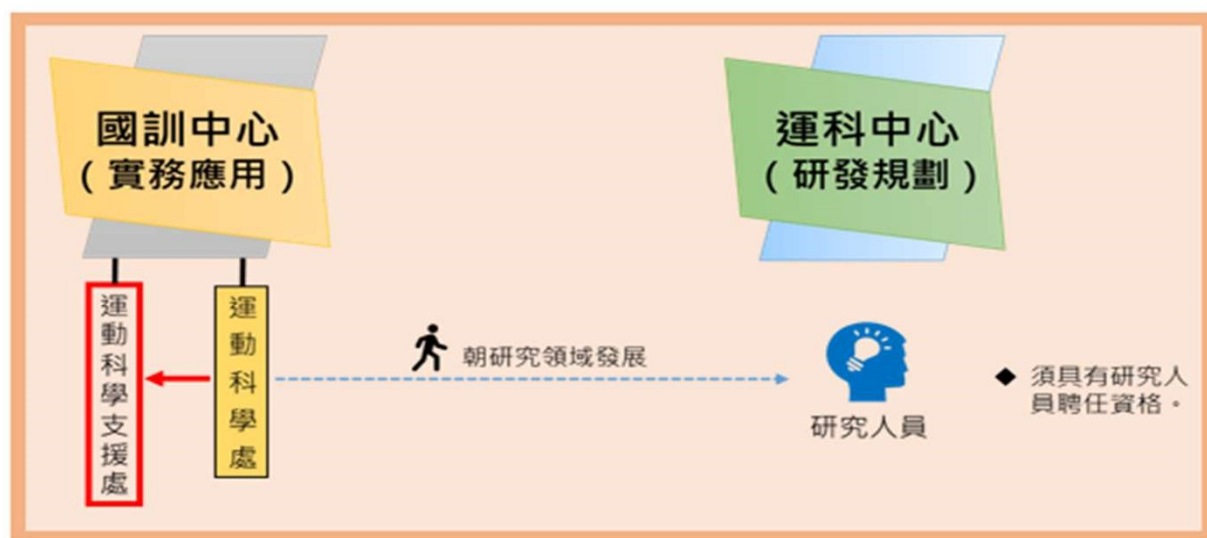 國訓中心
(實務應用)
運科中心
(研發規劃)
運動科學支援處
運動科學處
朝研究領域發展
研究人員
◆ 須具有研究人
員聘任資格。